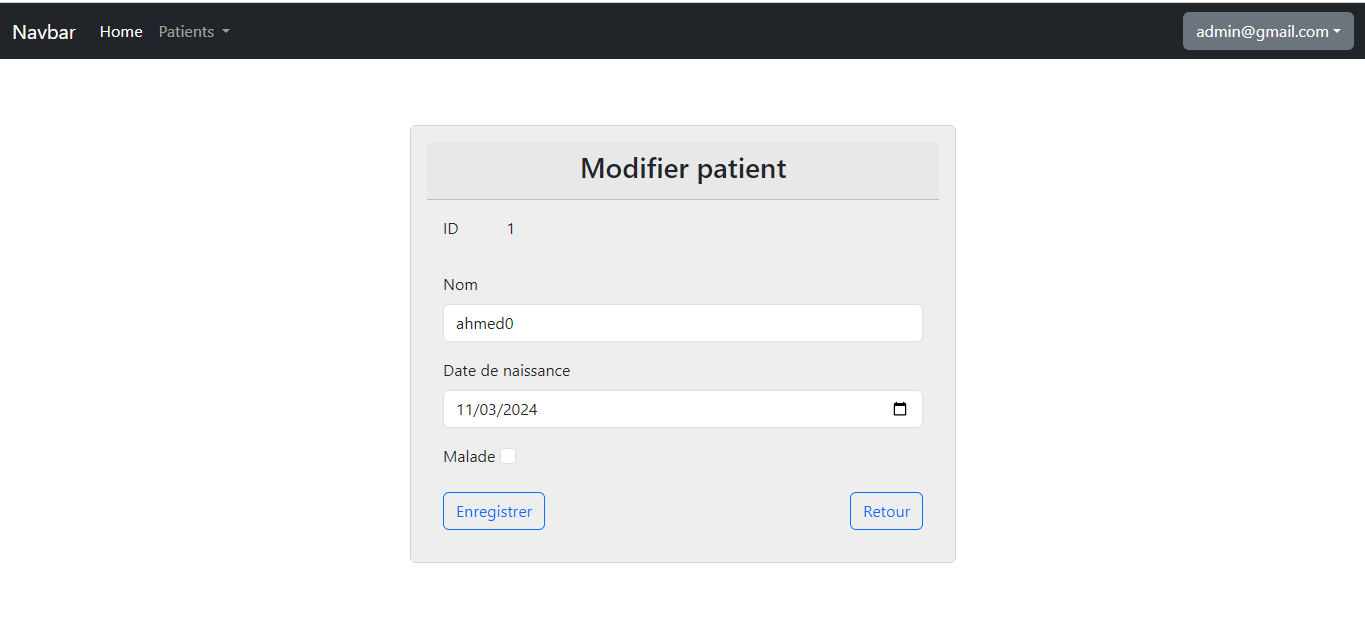 Navbar Home Patients admin@gmail.com
Modifier patient
ID 1
Nom
ahmed0
Date de naissance
11/03/2024
Malade
Enregistrer Retour